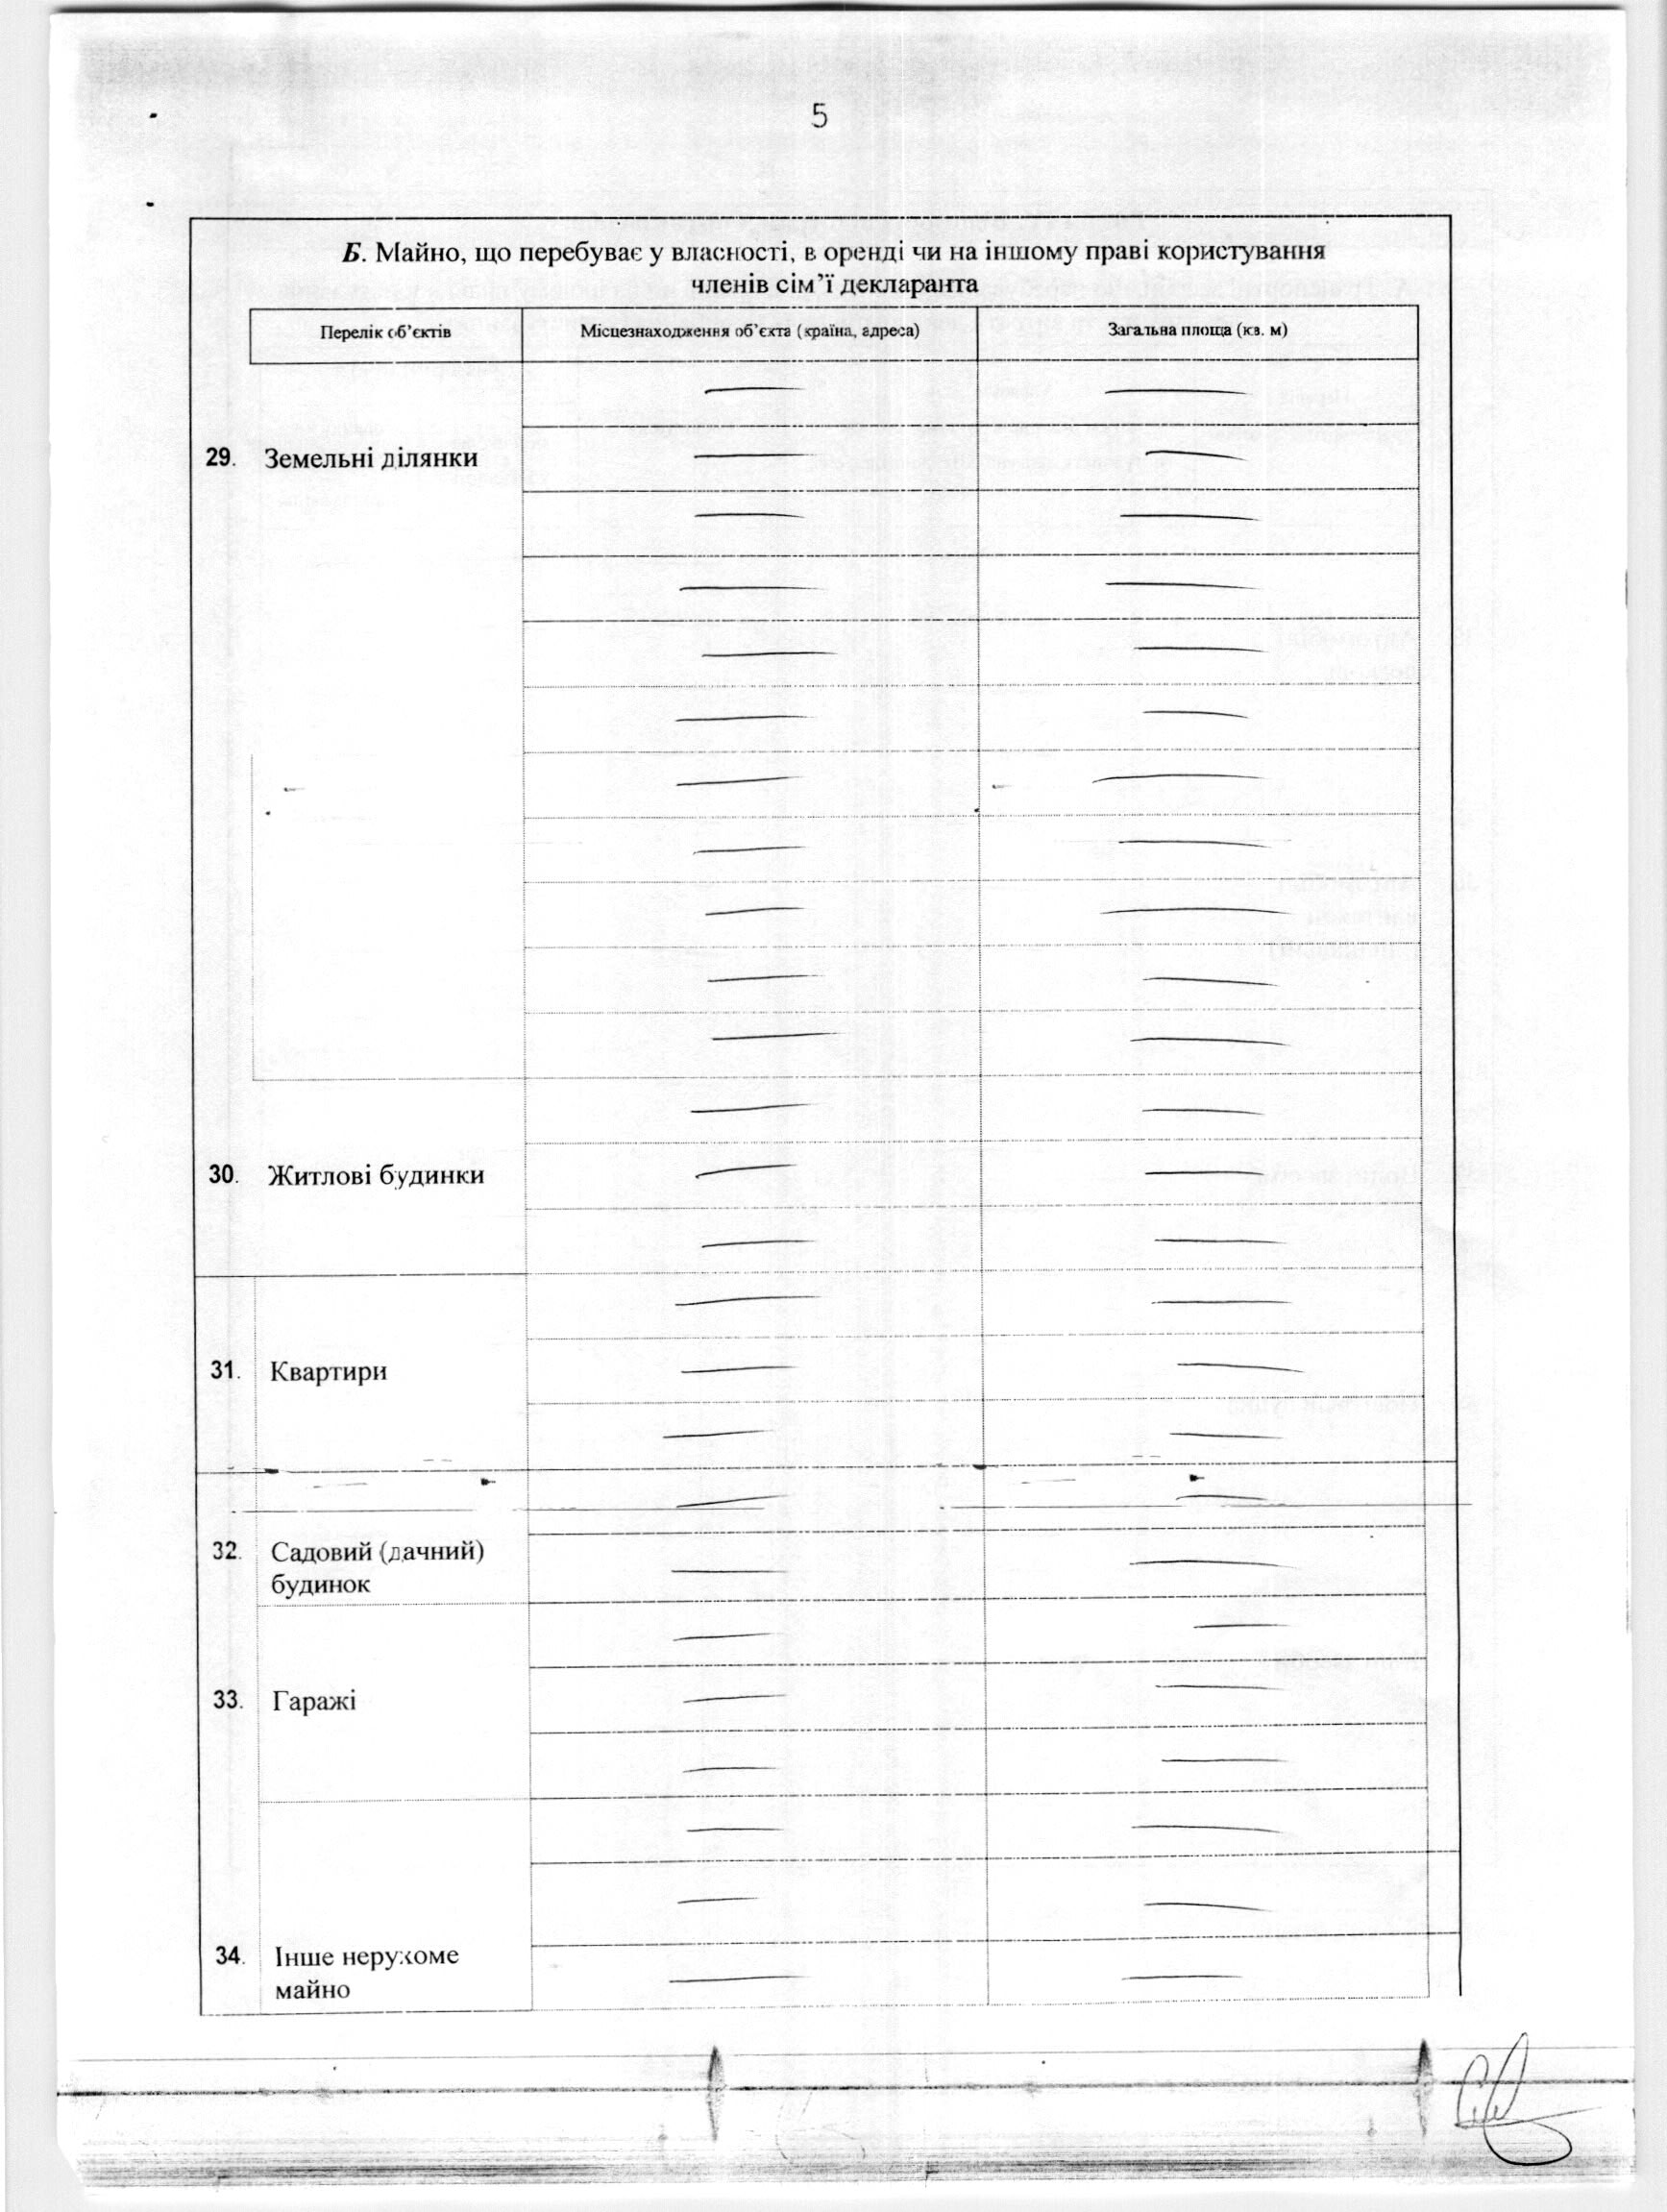 5
Б. Майно, що перебуває у власності, в оренді чи на іншому праві користування
членів сім’ї декларанта
Перелік об’єктів Місцезнаходження об’єкта (країна, адреса) Загальна площа (кв. м)
— —
29. Земельні ділянки — —
— —
— —
— —
— —
— —
— —
— —
— —
— —
— —
30. Житлові будинки — —
— —
— —
31. Квартири — —
— —
— —
32. Садовий (дачний) — —
будинок
— —
33. Гаражі — —
— —
— —
— —
34. Інше нерухоме — —
майно